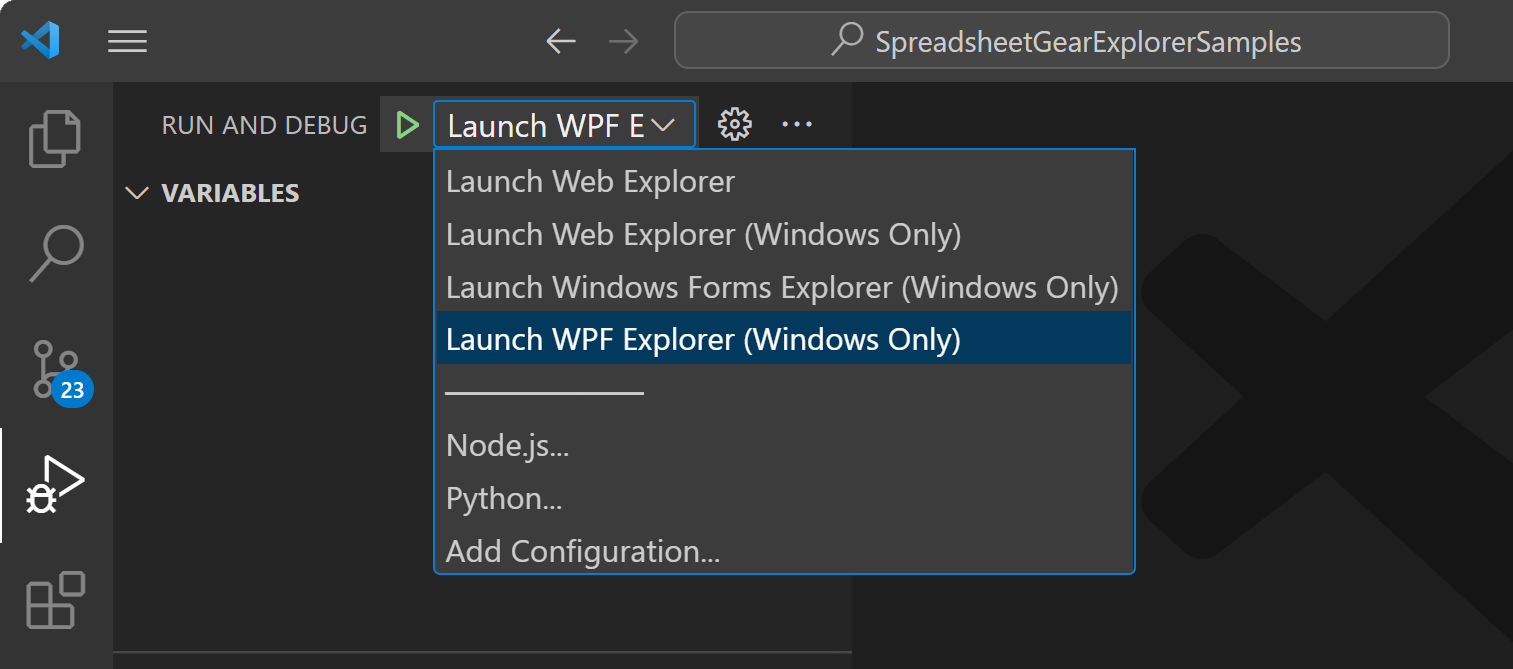 SpreadsheetGearExplorerSamples
RUN AND DEBUG
Launch WPF E
VARIABLES
Launch Web Explorer
Launch Web Explorer (Windows Only)
Launch Windows Forms Explorer (Windows Only)
Launch WPF Explorer (Windows Only)
23
Node.js...
Python...
Add Configuration...